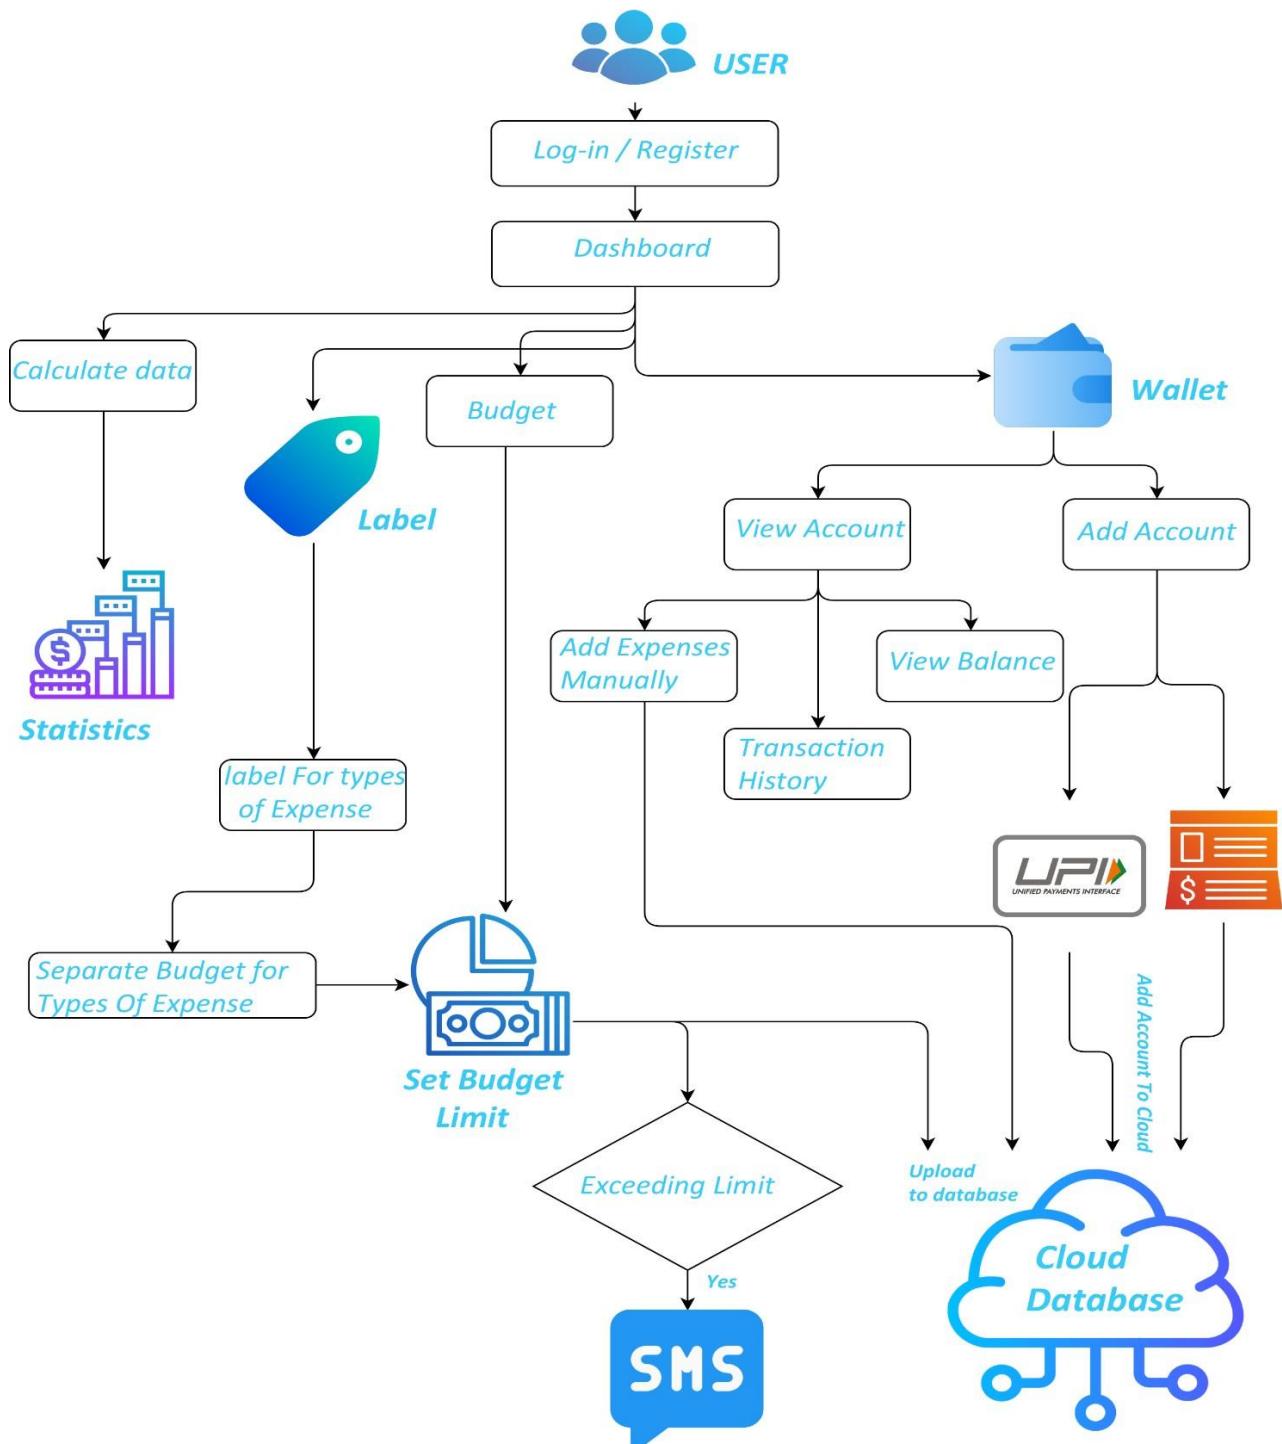 USER
Log-in / Register
Dashboard
Calculate data
Budget
Wallet
Label
View Account
Add Account
Add Expenses
Manually
View Balance
Statistics
Transaction
History
label For types
of Expense
UPI
UNIFIED PAYMENTS INTERFACE
$
$
Separate Budget for
Types Of Expense
Add Account To Cloud
Set Budget
Limit
Exceeding Limit
Upload
to database
Yes
Cloud
Database
SMS